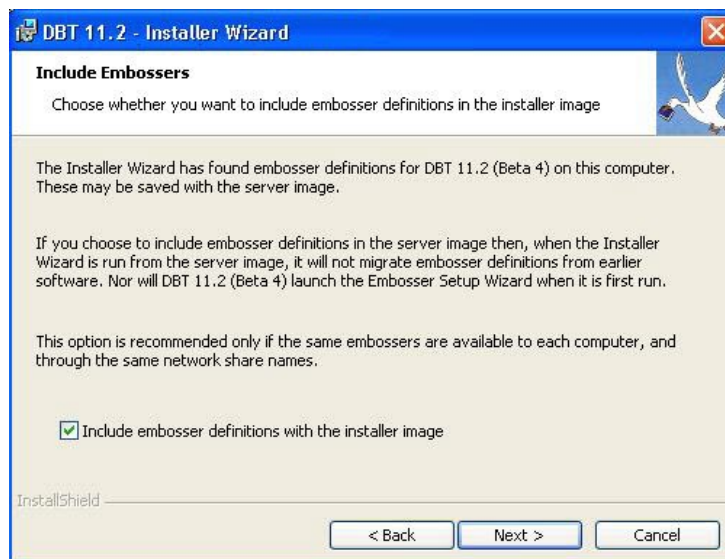 DBT 11.2 - Installer Wizard
Include Embossers
Choose whether you want to include embosser definitions in the installer image
The Installer Wizard has found embosser definitions for DBT 11.2 (Beta 4) on this computer.
These may be saved with the server image.
If you choose to include embosser definitions in the server image then, when the Installer
Wizard is run from the server image, it will not migrate embosser definitions from earlier
software. Nor will DBT 11.2 (Beta 4) launch the Embosser Setup Wizard when it is first run.
This option is recommended only if the same embossers are available to each computer, and
through the same network share names.
Include embosser definitions with the installer image
InstallShield
< Back Next > Cancel